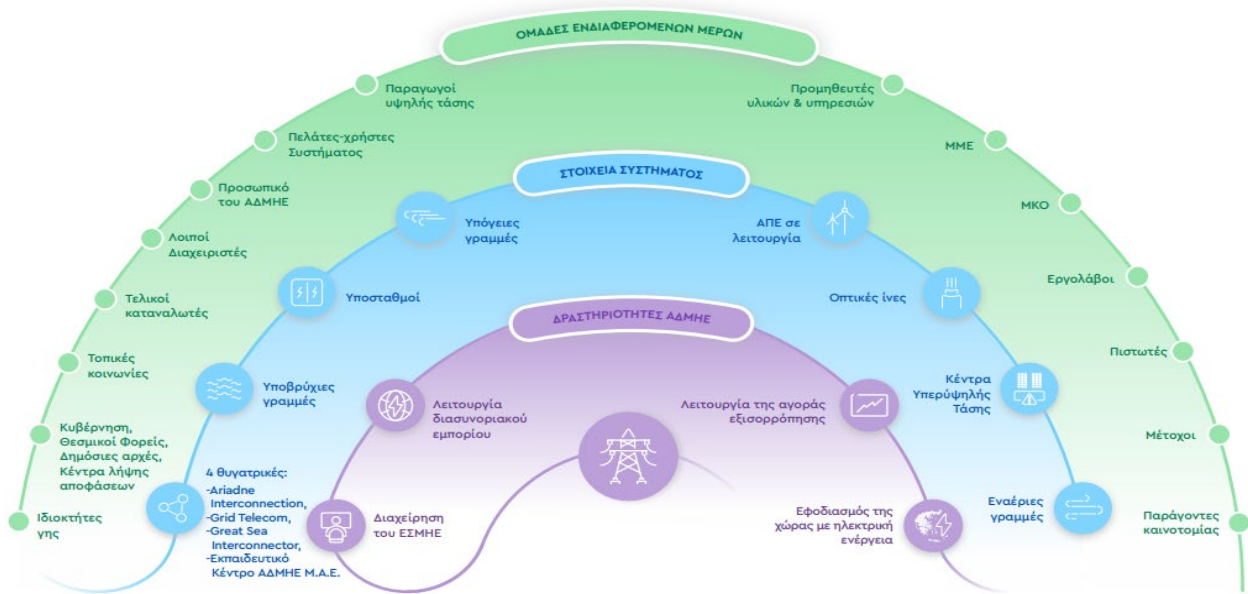 ΟΜΑΔΕΣ ΕΝΔΙΑΦΕΡΟΜΕΝΩΝ ΜΕΡΩΝ
Παραγωγοί
υψηλής τάσης
Πελάτες-χρήστες
Συστήματος
Προσωπικό
του ΑΔΜΗΕ
Λοιποί
Διαχειριστές
Τελικοί
καταναλωτές
Τοπικές
κοινωνίες
Κυβέρνηση,
Θεσμικοί Φορείς,
Δημόσιες αρχές,
Κέντρα λήψης
αποφάσεων
Ιδιοκτήτες
γης
Προμηθευτές
υλικών & υπηρεσιών
ΜΜΕ
ΜΚΟ
Εργολάβοι
Πιστωτές
Μέτοχοι
Παράγοντες
καινοτομίας
ΣΤΟΙΧΕΙΑ ΣΥΣΤΗΜΑΤΟΣ
Υπόγειες
γραμμές
Υποσταθμοί
Υποβρύχιες
γραμμές
4 θυγατρικές:
-Ariadne
Interconnection,
-Grid Telecom,
-Great Sea
Interconnector,
-Εκπαιδευτικό
Κέντρο ΑΔΜΗΕ Μ.Α.Ε.
ΑΠΕ σε
λειτουργία
Οπτικές ίνες
Κέντρα
Υπερύψηλής
Τάσης
Εναέριες
γραμμές
ΔΡΑΣΤΗΡΙΟΤΗΤΕΣ ΑΔΜΗΕ
Λειτουργία
διασυνοριακού
εμπορίου
Διαχείρηση
του ΕΣΜΗΕ
Λειτουργία της αγοράς
εξισορρόπησης
Εφοδιασμός της
χώρας με ηλεκτρική
ενέργεια